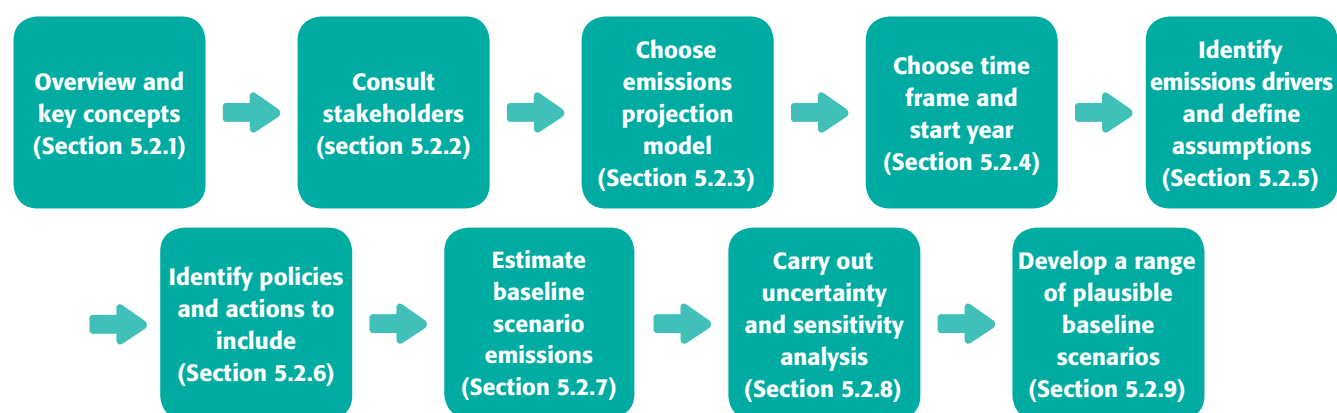 Overview and
key concepts
(Section 5.2.1)
Consult
stakeholders
(section 5.2.2)
Choose
emissions
projection
model
(Section 5.2.3)
Choose time
frame and
start year
(Section 5.2.4)
Identify
emissions drivers
and define
assumptions
(Section 5.2.5)
Identify policies
and actions to
include
(Section 5.2.6)
Estimate
baseline
scenario
emissions
(Section 5.2.7)
Carry out
uncertainty
and sensitivity
analysis
(Section 5.2.8)
Develop a range
of plausible
baseline
scenarios
(Section 5.2.9)